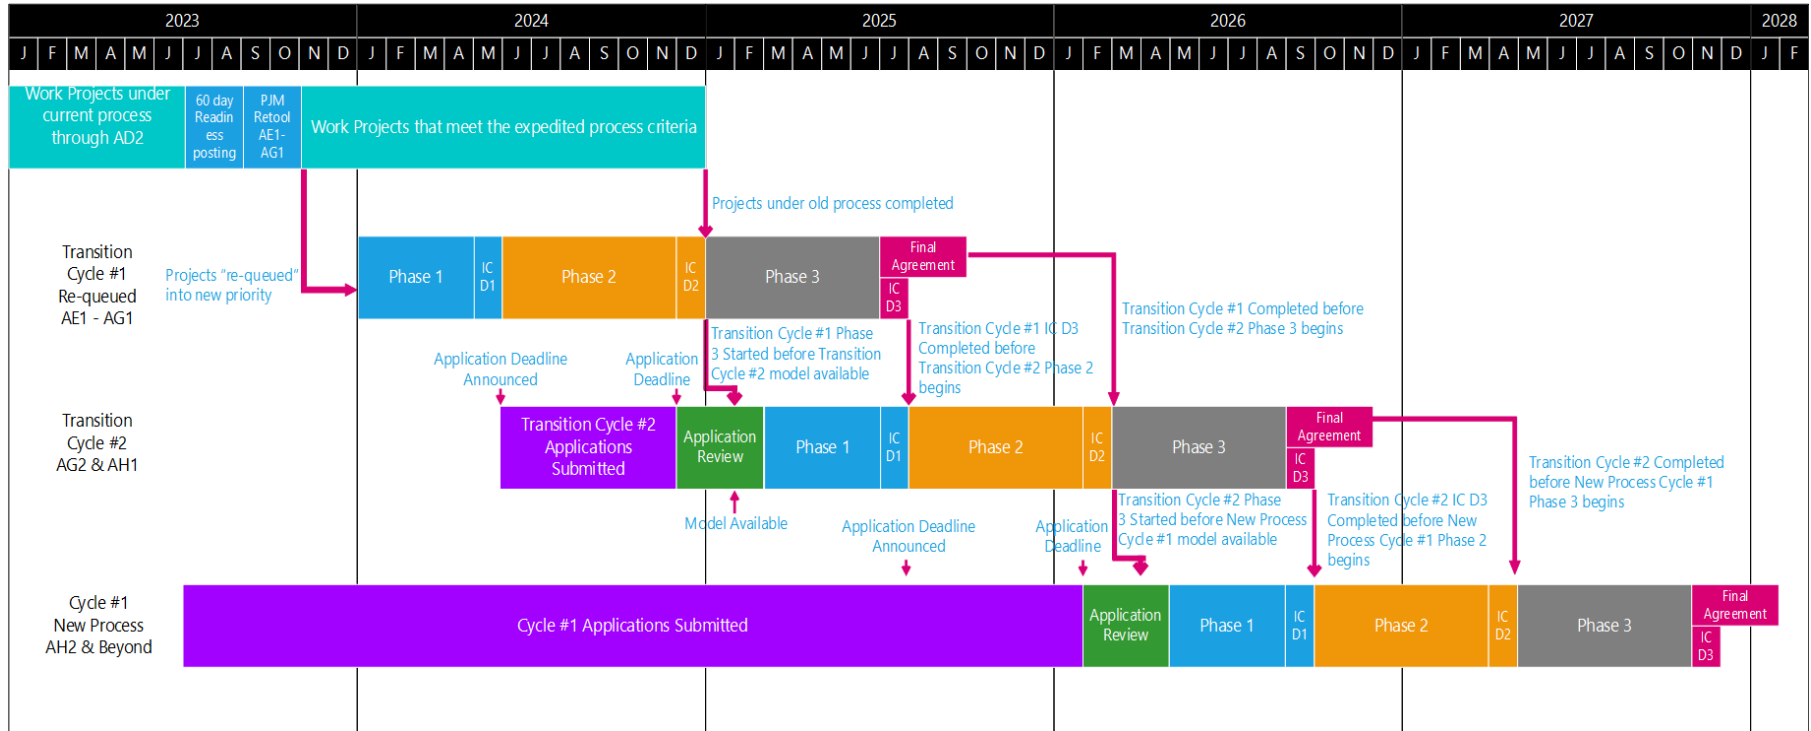 2023 2024 2025 2026 2027 2028
J F M A M J J A S O N D J F M A M J J A S O N D J F M A M J J A S O N D J F M A M J J A S O N D J F M A M J J A S O N D J F
Work Projects under
current process
through AD2
60 day
Readin
ess
posting
PJM
Retool
AE1-
AG1
Work Projects that meet the expedited process criteria
Projects under old process completed
Transition
Cycle #1
Re-queued
AE1 - AG1
Projects “re-queued”
into new priority
Phase 1
IC
D1
Phase 2
IC
D2
Phase 3
Final
Agreement
IC
D3
Transition Cycle #1 Completed before
Transition Cycle #2 Phase 3 begins
Transition Cycle #1 Phase
3 Started before Transition
Cycle #2 model available
Transition Cycle #1 IC D3
Completed before
Transition Cycle #2 Phase 2
begins
Application Deadline
Announced
Application
Deadline
Transition
Cycle #2
AG2 & AH1
Transition Cycle #2
Applications
Submitted
Application
Review
Phase 1
IC
D1
Phase 2
IC
D2
Phase 3
Final
Agreement
IC
D3
Transition Cycle #2 Completed
before New Process Cycle #1
Phase 3 begins
Model Available
Application Deadline
Announced
Application
Deadline
Transition Cycle #2 Phase
3 Started before New Process
Cycle #1 model available
Transition Cycle #2 IC D3
Completed before New
Process Cycle #1 Phase 2
begins
Cycle #1
New Process
AH2 & Beyond
Cycle #1 Applications Submitted
Application
Review
Phase 1
IC
D1
Phase 2
IC
D2
Phase 3
Final
Agreement
IC
D3